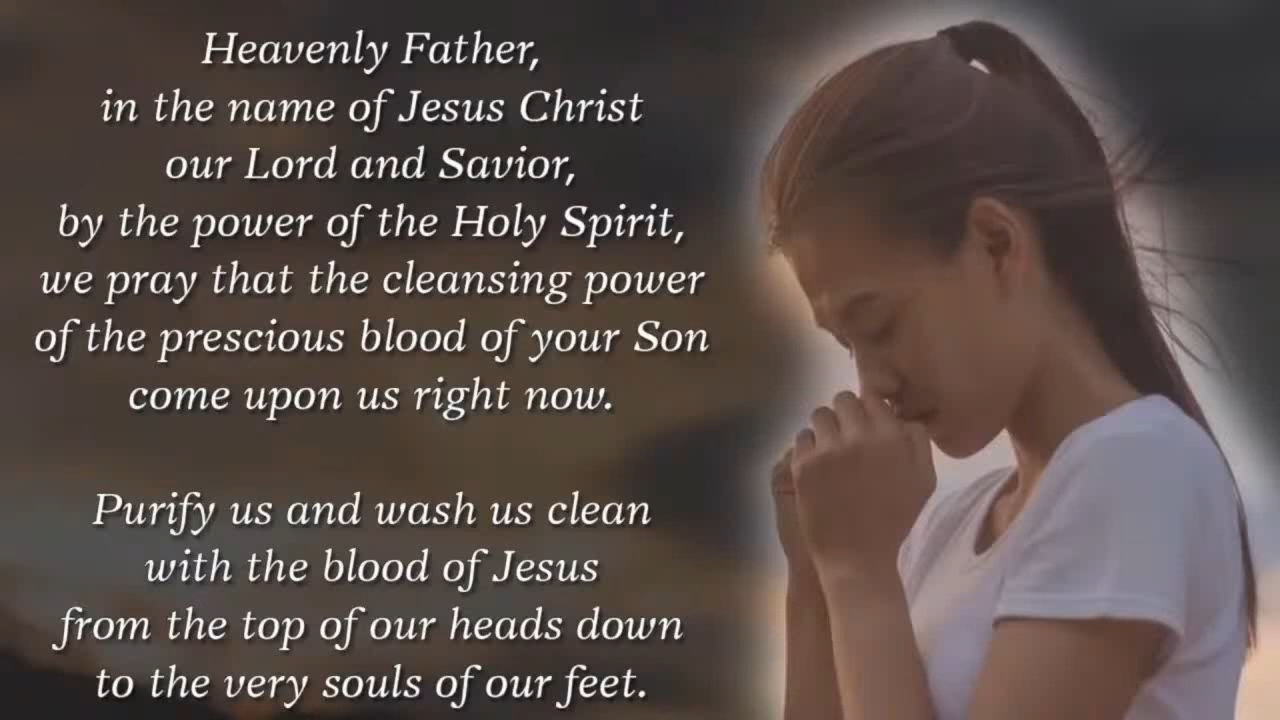 Heavenly Father,
in the name of Jesus Christ
our Lord and Savior,
by the power of the Holy Spirit,
we pray that the cleansing power
of the prescious blood of your Son
come upon us right now.
Purify us and wash us clean
with the blood of Jesus
from the top of our heads down
to the very souls of our feet.